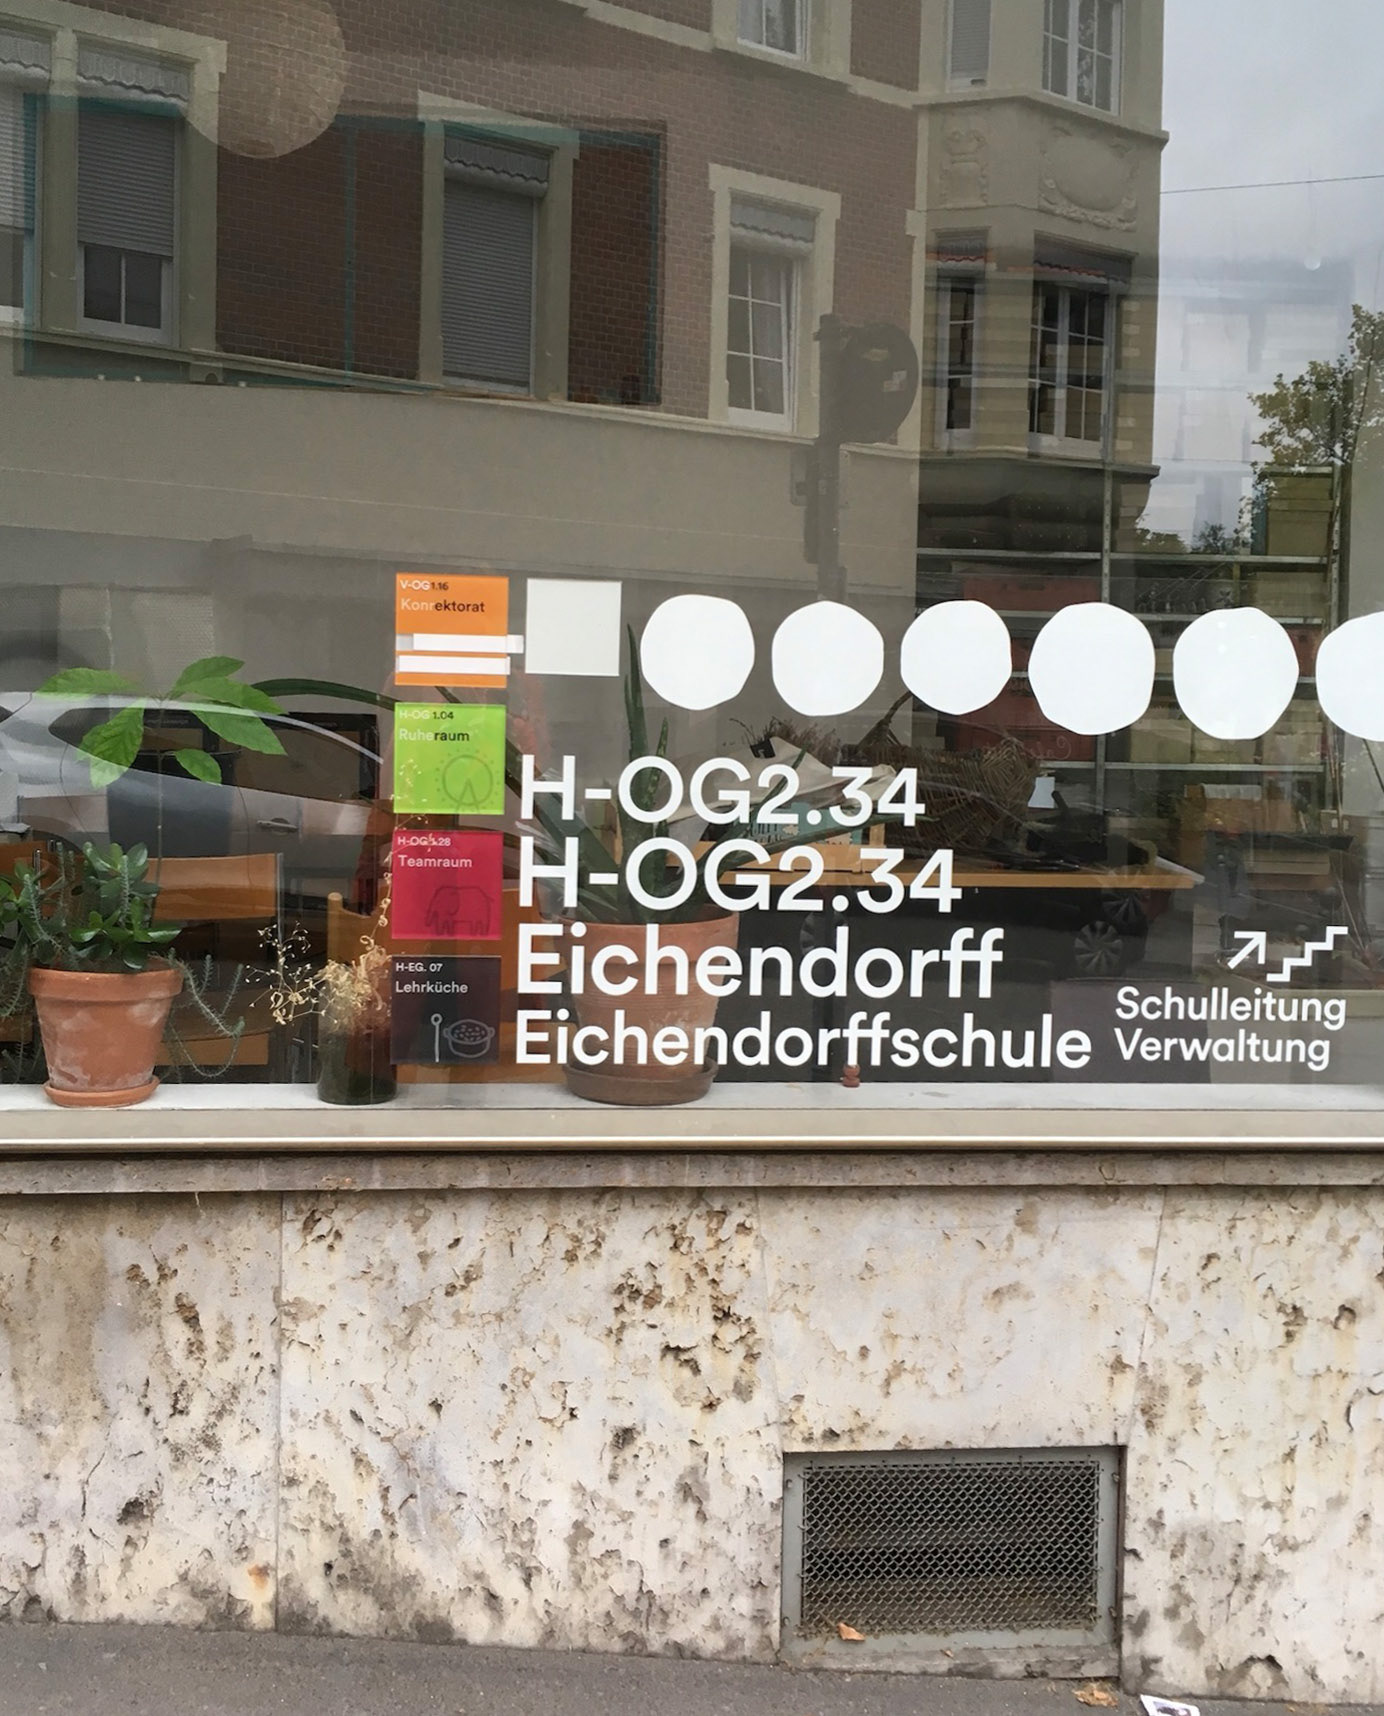 V-OG 1.16
Konrektorat
H-OG 1.04
Ruheraum
H-OG 1.28
Teamraum
H-EG. 07
Lehrküche
H-OG2.34
H-OG2.34
Eichendorff
Eichendorffschule
Schulleitung
Verwaltung